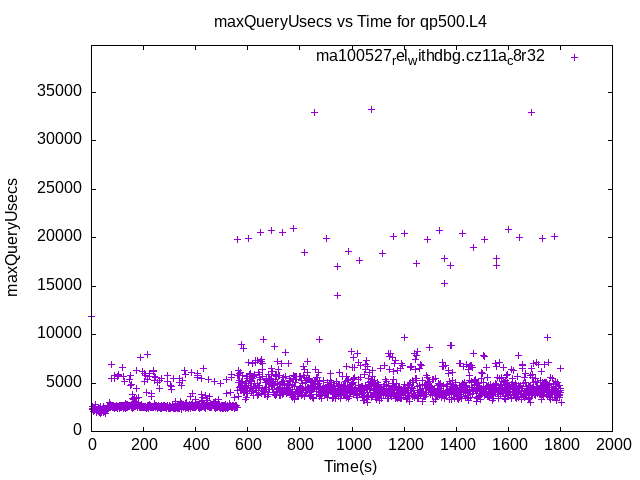 maxQueryUsecs vs Time for qp500.L4
ma100527relwithdbg.cz11ac8r32
35000
30000
25000
20000
15000
10000
5000
0
maxQueryUsecs
0 200 400 600 800 1000 1200 1400 1600 1800 2000
Time(s)